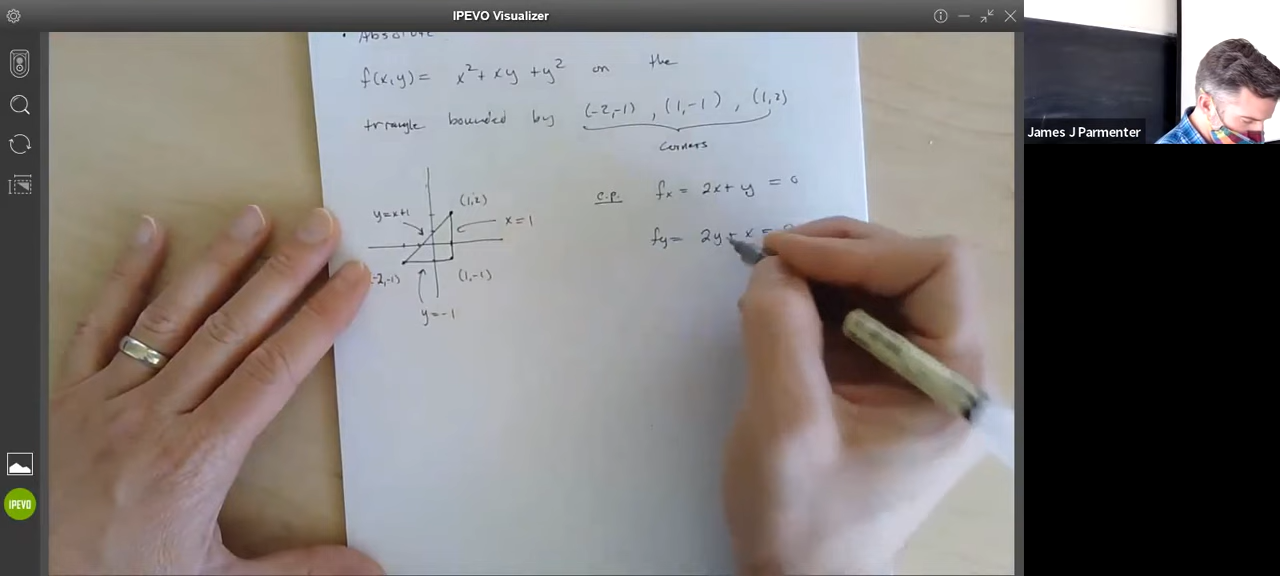 IPEVO Visualizer
• Absolute
f(x,y) = x² + xy + y² on the
triangle bounded by (-2,-1) , (1,-1) , (1,2)
Corners
c.p. fx = 2x + y = 0
fy = 2y + x = 0
y=x+1
(1,2)
x = 1
(-2,-1)
(1,-1)
y = -1
James J Parmenter
IPEVO